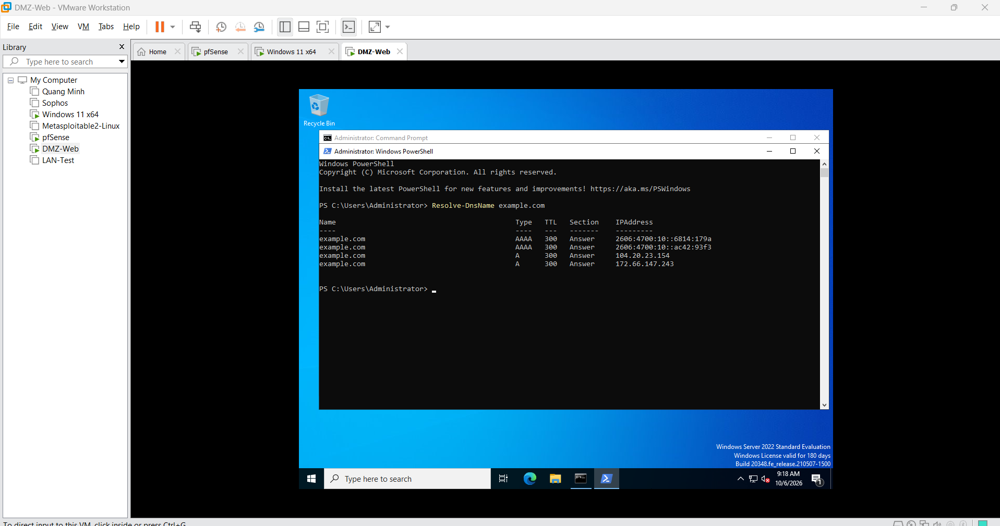 DMZ-Web - VMware Workstation
File Edit View VM Tabs Help
Library
Type here to search
My Computer
Quang Minh
Sophos
Windows 11 x64
Metasploitable2-Linux
pfSense
DMZ-Web
LAN-Test
Home pfSense Windows 11 x64 DMZ-Web
Recycle Bin
Administrator: Command Prompt
Administrator: Windows PowerShell
Windows PowerShell
Copyright (C) Microsoft Corporation. All rights reserved.
Install the latest PowerShell for new features and improvements! https://aka.ms/PSWindows
PS C:\Users\Administrator> Resolve-DnsName example.com
Name Type TTL Section IPAddress
---- ---- --- ------- ---------
example.com AAAA 300 Answer 2606:4700:10::6814:179a
example.com AAAA 300 Answer 2606:4700:10::ac42:93f3
example.com A 300 Answer 104.20.23.154
example.com A 300 Answer 172.66.147.243
PS C:\Users\Administrator> _
Windows Server 2022 Standard Evaluation
Windows License valid for 180 days
Build 20348.fe_release.210507-1500
Type here to search
9:18 AM
10/6/2026
1
To direct input to this VM, click inside or press Ctrl+G.